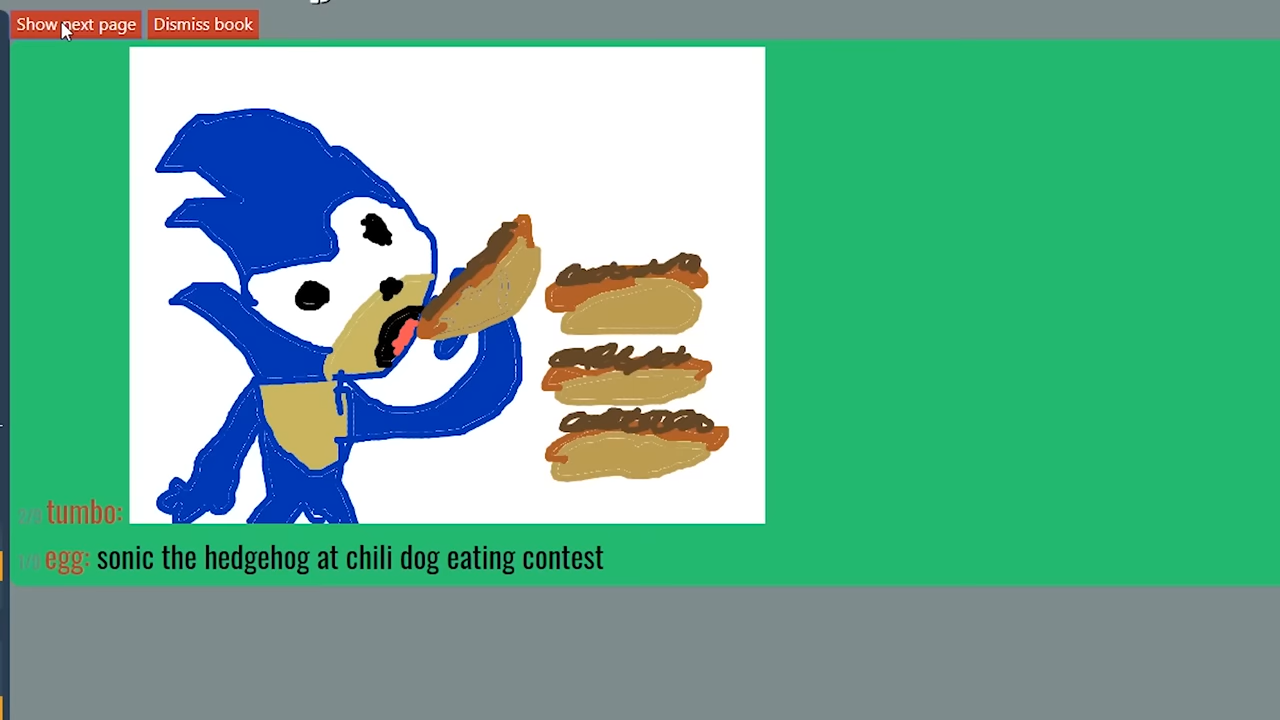 Show next page Dismiss book
tumbo:
egg: sonic the hedgehog at chili dog eating contest